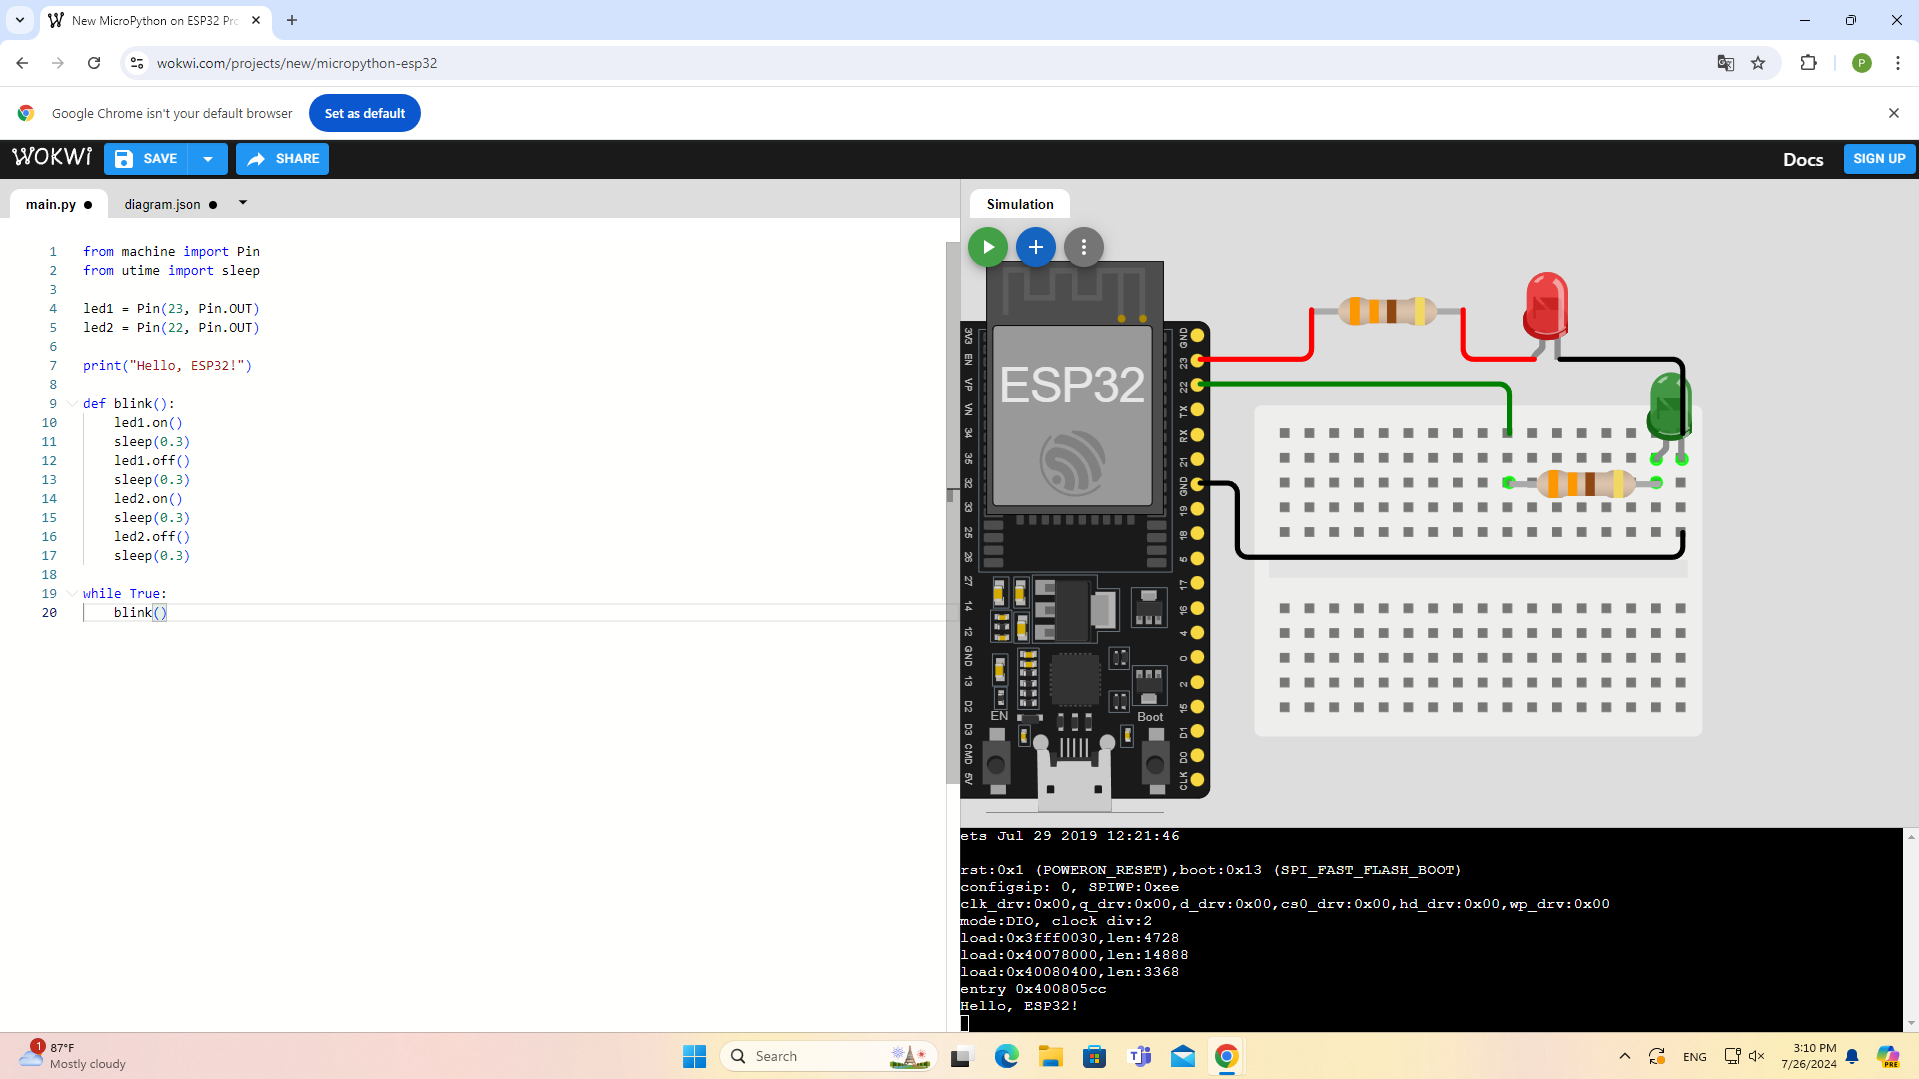 New MicroPython on ESP32 Pro
wokwi.com/projects/new/micropython-esp32
P
Google Chrome isn't your default browser
Set as default
WOKWI
SAVE
SHARE
Docs
SIGN UP
main.py
diagram.json
Simulation
1 from machine import Pin
2 from utime import sleep
3
4 led1 = Pin(23, Pin.OUT)
5 led2 = Pin(22, Pin.OUT)
6
7 print("Hello, ESP32!")
8
9 def blink():
10 led1.on()
11 sleep(0.3)
12 led1.off()
13 sleep(0.3)
14 led2.on()
15 sleep(0.3)
16 led2.off()
17 sleep(0.3)
18
19 while True:
20 blink()
ESP32
3V3
EN
VP
VN
34
35
32
33
25
26
27
14
12
GND
13
D2
D3
CMD
5V
GND
23
22
TX
RX
21
GND
19
18
5
17
16
4
0
2
15
D1
D0
CLK
EN
Boot
ets Jul 29 2019 12:21:46
rst:0x1 (POWERON_RESET),boot:0x13 (SPI_FAST_FLASH_BOOT)
configsip: 0, SPIWP:0xee
clk_drv:0x00,q_drv:0x00,d_drv:0x00,cs0_drv:0x00,hd_drv:0x00,wp_drv:0x00
mode:DIO, clock div:2
load:0x3fff0030,len:4728
load:0x40078000,len:14888
load:0x40080400,len:3368
entry 0x400805cc
Hello, ESP32!
1
87°F
Mostly cloudy
Search
ENG
3:10 PM
7/26/2024
PRE